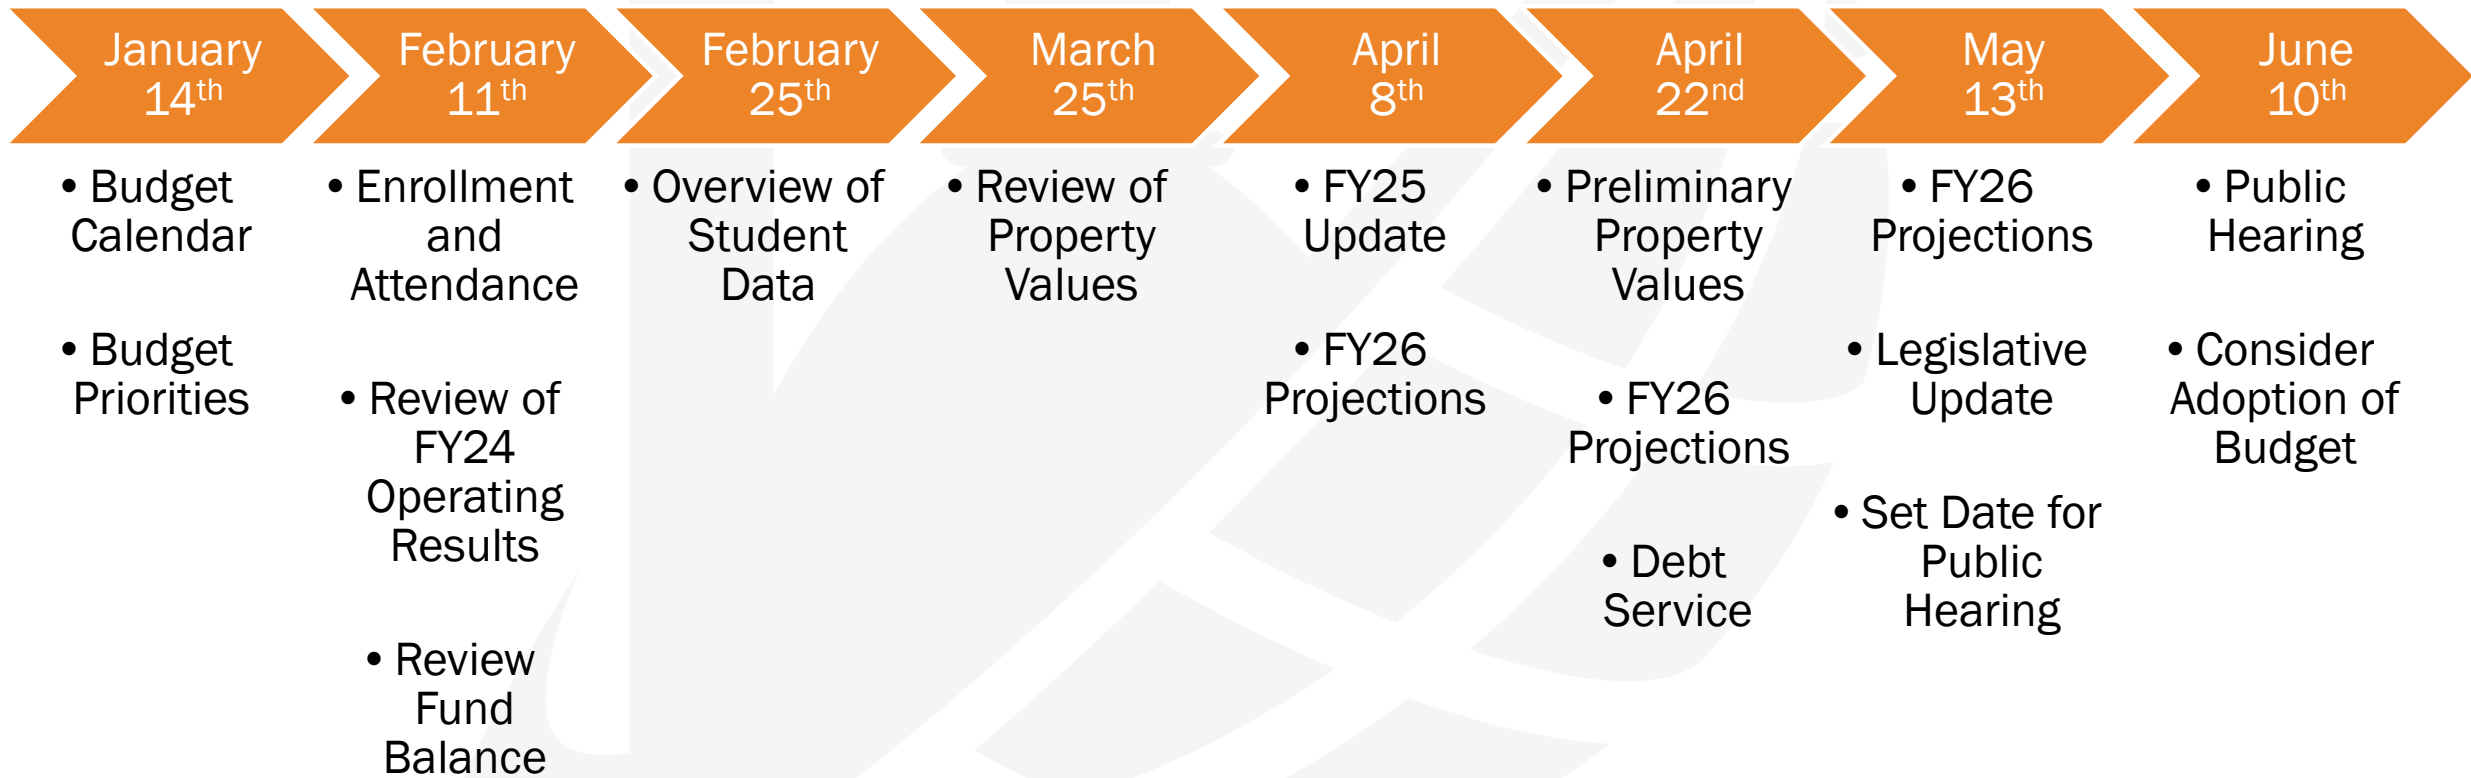 January
14th
February
11th
February
25th
March
25th
April
8th
April
22nd
May
13th
June
10th
• Budget
Calendar
• Budget
Priorities
• Enrollment
and
Attendance
• Review of
FY24
Operating
Results
• Review
Fund
Balance
• Overview of
Student
Data
• Review of
Property
Values
• FY25
Update
• FY26
Projections
• Preliminary
Property
Values
• FY26
Projections
• Debt
Service
• FY26
Projections
• Legislative
Update
• Set Date for
Public
Hearing
• Public
Hearing
• Consider
Adoption of
Budget